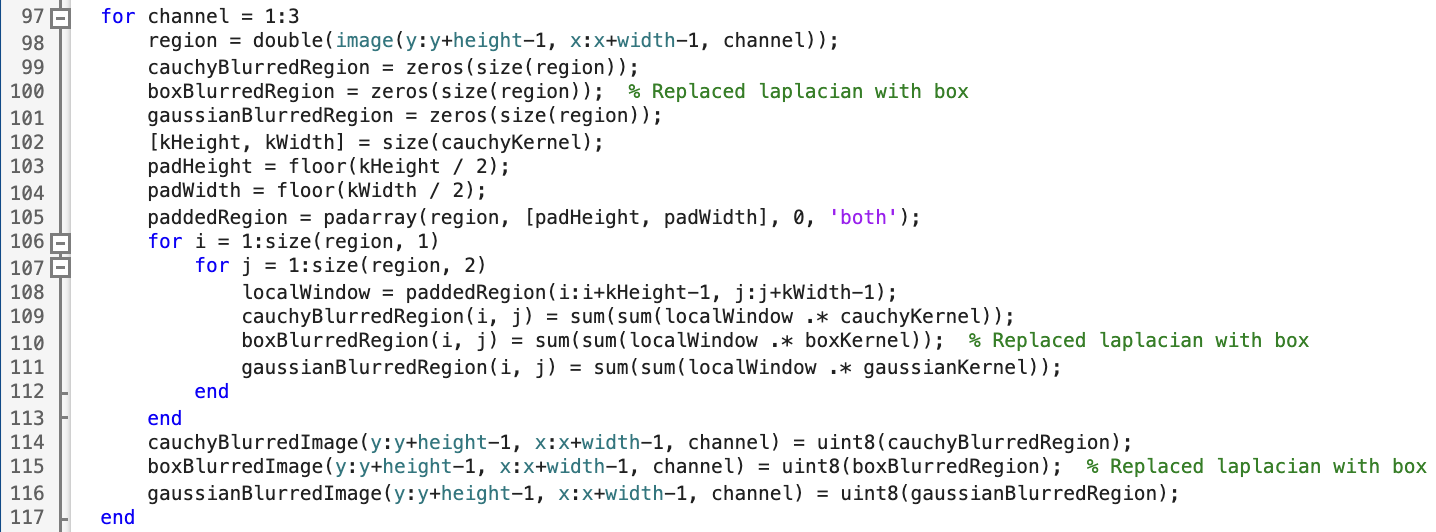 97 for channel = 1:3
98 region = double(image(y:y+height-1, x:x+width-1, channel));
99 cauchyBlurredRegion = zeros(size(region));
100 boxBlurredRegion = zeros(size(region));  % Replaced laplacian with box
101 gaussianBlurredRegion = zeros(size(region));
102 [kHeight, kWidth] = size(cauchyKernel);
103 padHeight = floor(kHeight / 2);
104 padWidth = floor(kWidth / 2);
105 paddedRegion = padarray(region, [padHeight, padWidth], 0, 'both');
106 for i = 1:size(region, 1)
107 for j = 1:size(region, 2)
108 localWindow = paddedRegion(i:i+kHeight-1, j:j+kWidth-1);
109 cauchyBlurredRegion(i, j) = sum(sum(localWindow .* cauchyKernel));
110 boxBlurredRegion(i, j) = sum(sum(localWindow .* boxKernel));  % Replaced laplacian with box
111 gaussianBlurredRegion(i, j) = sum(sum(localWindow .* gaussianKernel));
112 end
113 end
114 cauchyBlurredImage(y:y+height-1, x:x+width-1, channel) = uint8(cauchyBlurredRegion);
115 boxBlurredImage(y:y+height-1, x:x+width-1, channel) = uint8(boxBlurredRegion);  % Replaced laplacian with box
116 gaussianBlurredImage(y:y+height-1, x:x+width-1, channel) = uint8(gaussianBlurredRegion);
117 end